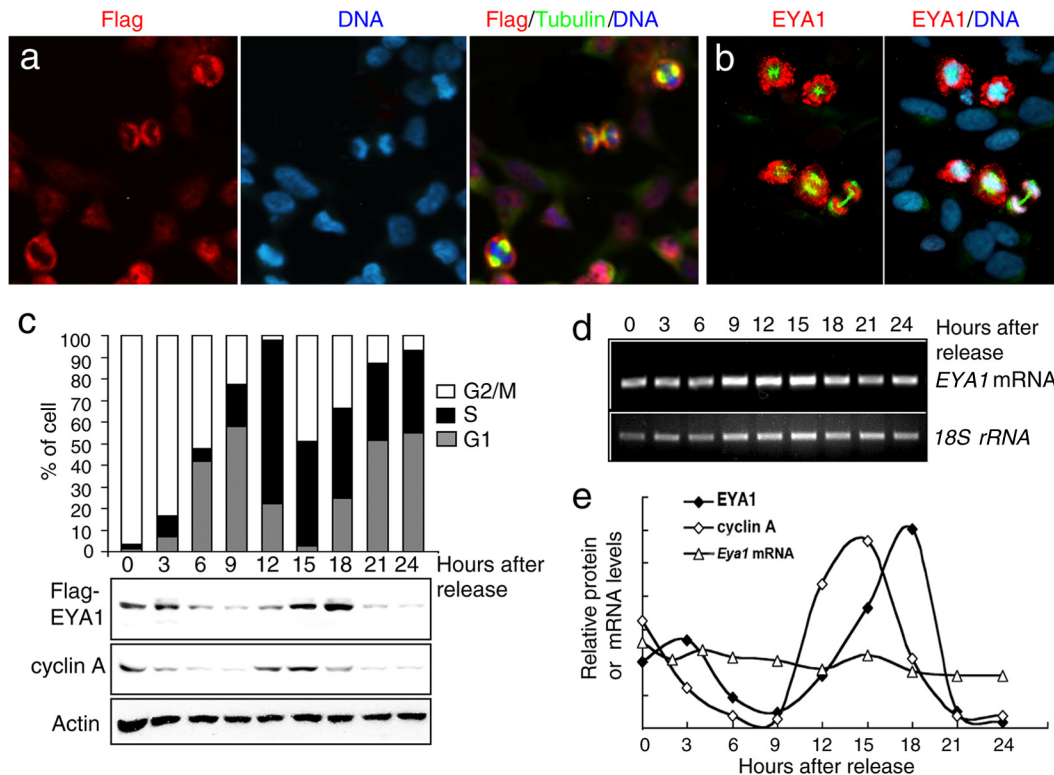 Flag DNA Flag/Tubulin/DNA EYA1 EYA1/DNA
a
b
c
100
90
80
70
60
50
40
30
20
10
0
% of cell
G2/M
S
G1
0 3 6 9 12 15 18 21 24 Hours after release
Flag-EYA1
cyclin A
Actin
d
0 3 6 9 12 15 18 21 24 Hours after release
EYA1 mRNA
18S rRNA
e
EYA1
cyclin A
Eya1 mRNA
Relative protein
or mRNA levels
0 3 6 9 12 15 18 21 24
Hours after release